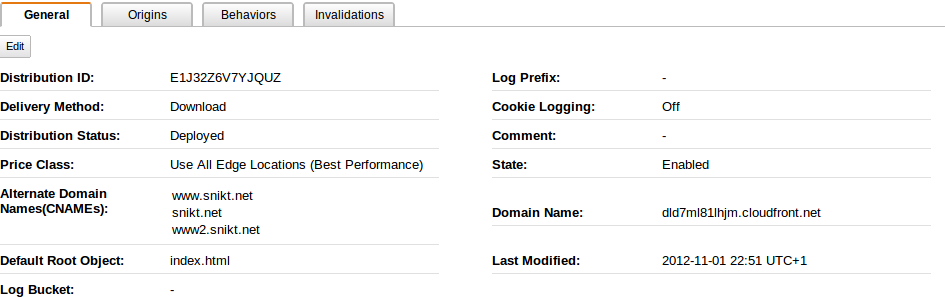 General Origins Behaviors Invalidations
Edit
Distribution ID: E1J32Z6V7YJQUZ
Delivery Method: Download
Distribution Status: Deployed
Price Class: Use All Edge Locations (Best Performance)
Alternate Domain
Names(CNAMEs):
www.snikt.net
snikt.net
www2.snikt.net
Default Root Object: index.html
Log Bucket: -
Log Prefix: -
Cookie Logging: Off
Comment: -
State: Enabled
Domain Name: dld7ml81lhjm.cloudfront.net
Last Modified: 2012-11-01 22:51 UTC+1